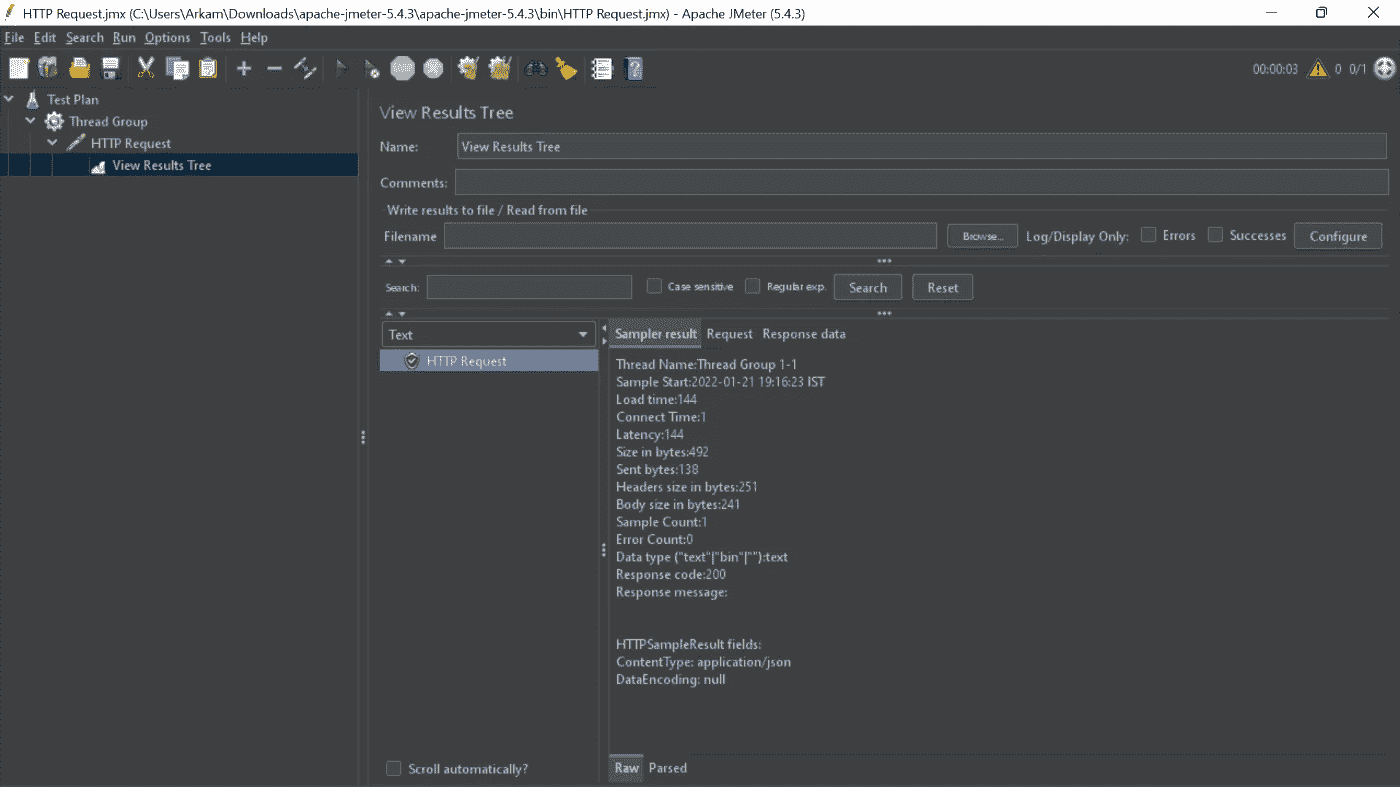 HTTP Request.jmx (C:\Users\Arkam\Downloads\apache-jmeter-5.4.3\apache-jmeter-5.4.3\bin\HTTP Request.jmx) - Apache JMeter (5.4.3)
File Edit Search Run Options Tools Help
00:00:03 0 0/1
Test Plan
Thread Group
HTTP Request
View Results Tree
View Results Tree
Name: View Results Tree
Comments:
Write results to file / Read from file
Filename Browse... Log/Display Only: Errors Successes Configure
Search: Case sensitive Regular exp. Search Reset
Text
HTTP Request
Sampler result Request Response data
Thread Name:Thread Group 1-1
Sample Start:2022-01-21 19:16:23 IST
Load time:144
Connect Time:1
Latency:144
Size in bytes:492
Sent bytes:138
Headers size in bytes:251
Body size in bytes:241
Sample Count:1
Error Count:0
Data type ("text"|"bin"|""):text
Response code:200
Response message:
HTTPSampleResult fields:
ContentType: application/json
DataEncoding: null
Scroll automatically?
Raw Parsed